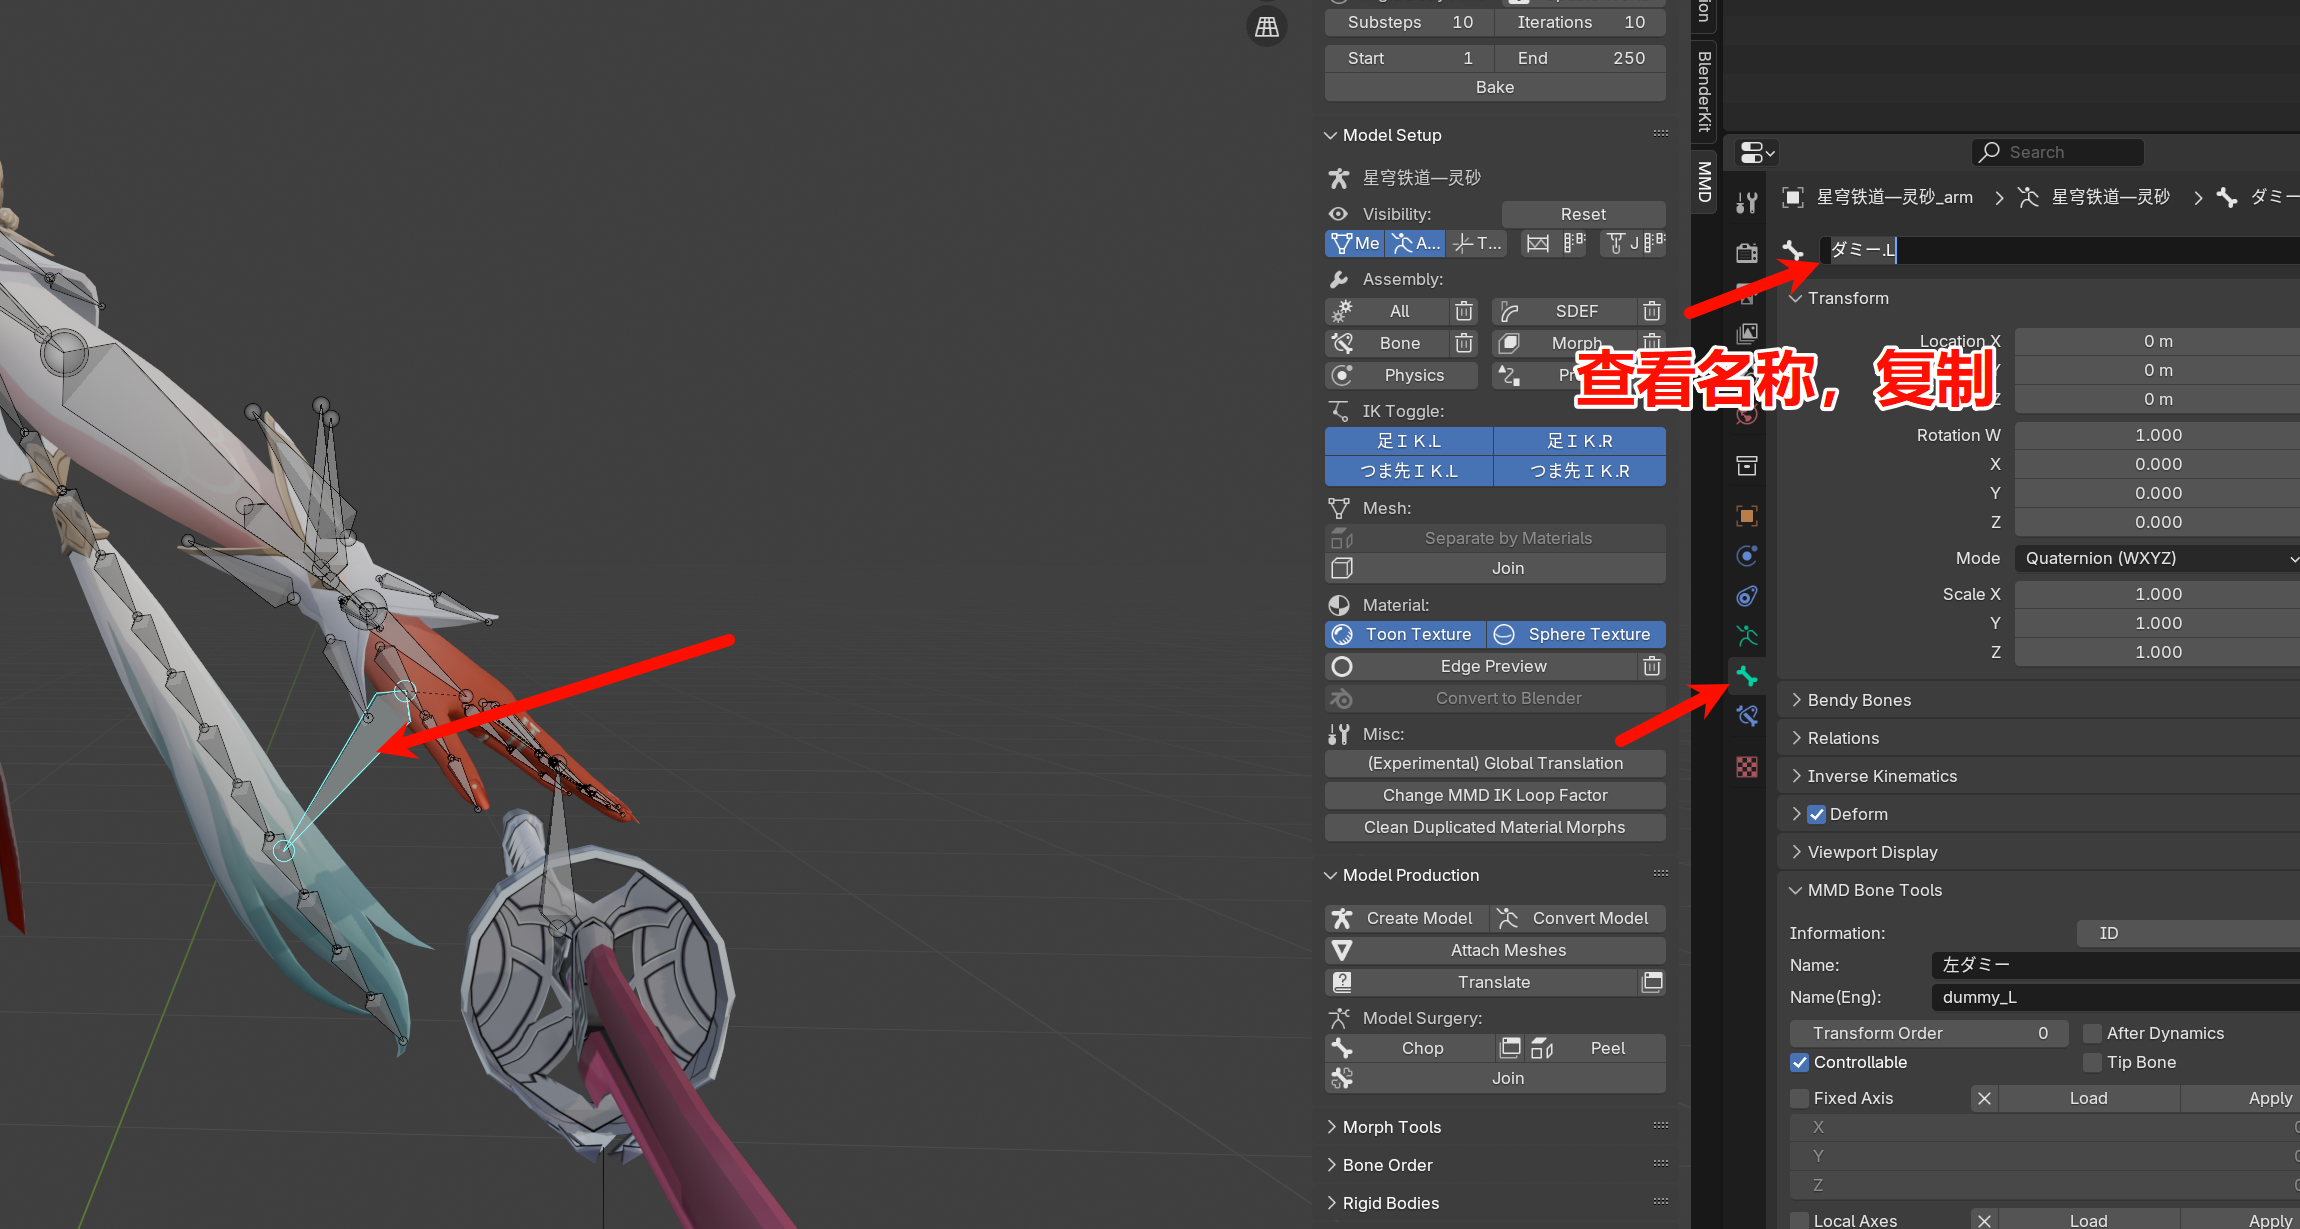 Substeps 10 Iterations 10
Start 1 End 250
Bake
Model Setup
星穹铁道—灵砂
Visibility: Reset
Me A... T... J
Assembly:
All SDEF
Bone Morph
Physics P
IK Toggle:
足ＩＫ.L 足ＩＫ.R
つま先ＩＫ.L つま先ＩＫ.R
Mesh:
Separate by Materials
Join
Material:
Toon Texture Sphere Texture
Edge Preview
Convert to Blender
Misc:
(Experimental) Global Translation
Change MMD IK Loop Factor
Clean Duplicated Material Morphs
Model Production
Create Model Convert Model
Attach Meshes
Translate
Model Surgery:
Chop Peel
Join
Morph Tools
Bone Order
Rigid Bodies
ion
BlenderKit
MMD
查看名称，复制
Search
星穹铁道—灵砂_arm 星穹铁道—灵砂 ダミー
ダミー.L
Transform
Location X 0 m
0 m
Z 0 m
Rotation W 1.000
X 0.000
Y 0.000
Z 0.000
Mode Quaternion (WXYZ)
Scale X 1.000
Y 1.000
Z 1.000
Bendy Bones
Relations
Inverse Kinematics
Deform
Viewport Display
MMD Bone Tools
Information: ID
Name: 左ダミー
Name(Eng): dummy_L
Transform Order 0 After Dynamics
Controllable Tip Bone
Fixed Axis Load Apply
X
Y
Z
Local Axes Load Apply